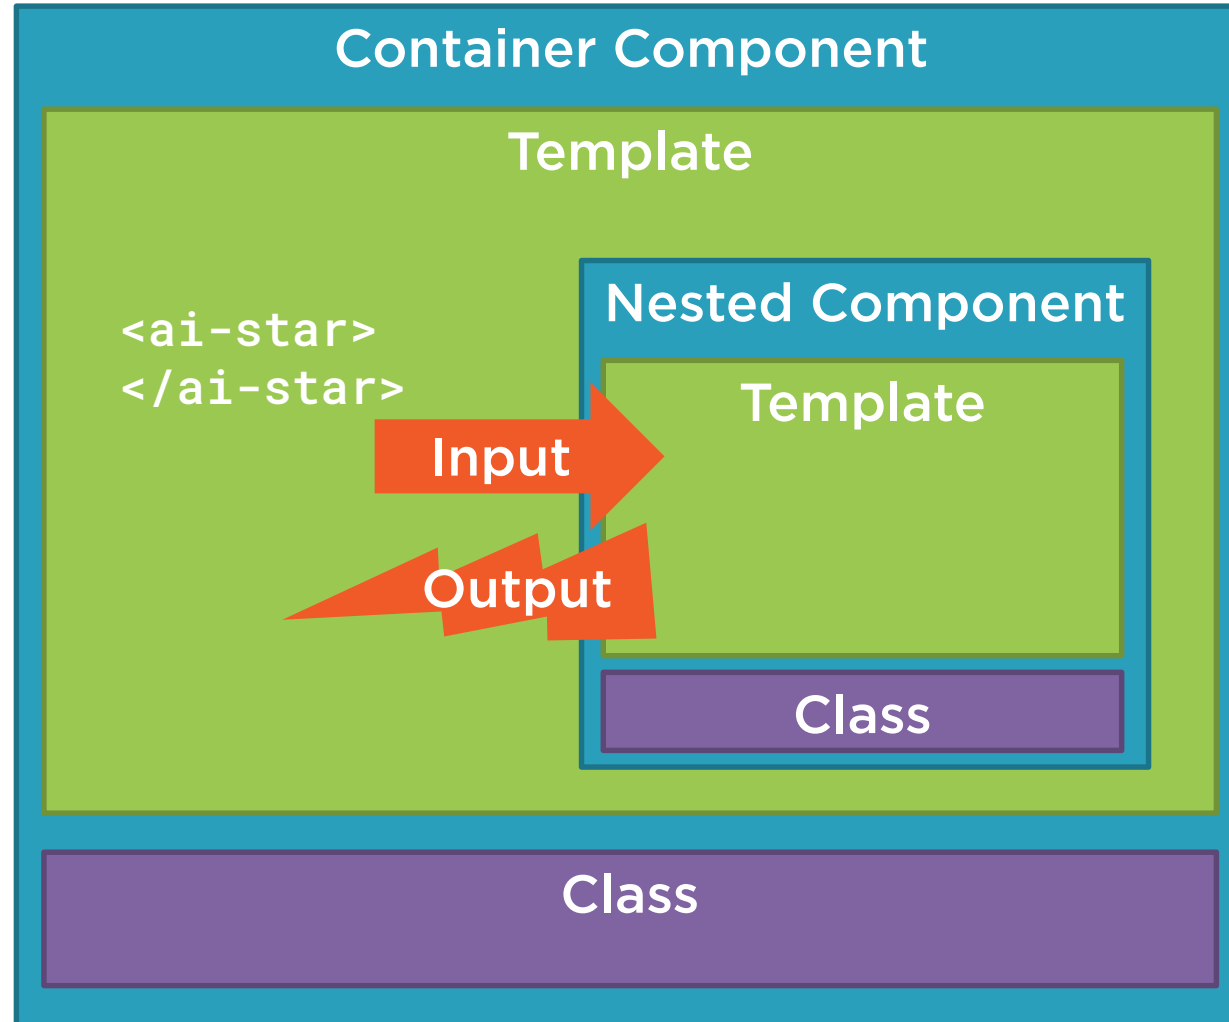 Container Component
Template
<ai-star>
</ai-star>
Nested Component
Template
Input
Output
Class
Class